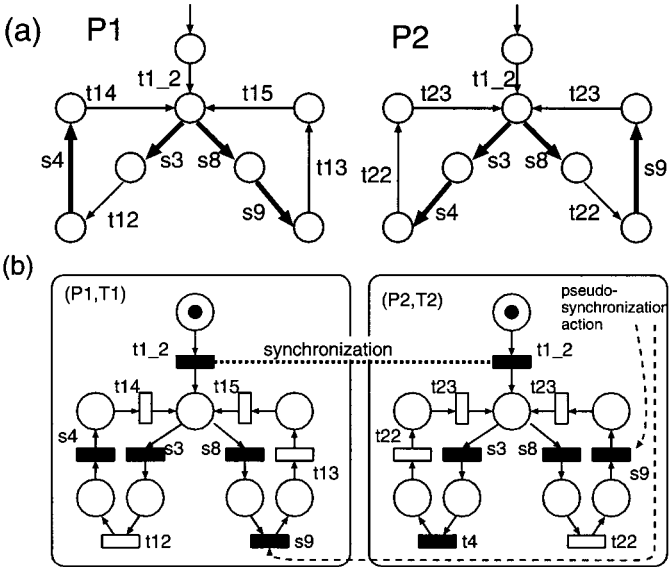 (a) P1 P2
t1_2 t1_2
t14 t15 t23 t23
s4 s3 s8 t13 s3 s8 s9
t22
t12 s9 s4 t22
(b)
(P1,T1) (P2,T2) pseudo-
synchronization
action
t1_2 synchronization t1_2
t14 t15 t23 t23
s4 s3 s8 t22 s3 s8
t13 s9
t12 s9 t4 t22